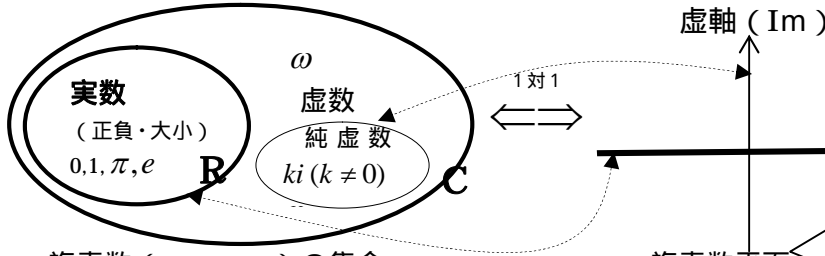 虚軸(Im)
ω
1対1
実数
虚数
(正負・大小)
純虚数
0,1,π,e
R
ki (k ≠ 0)
C